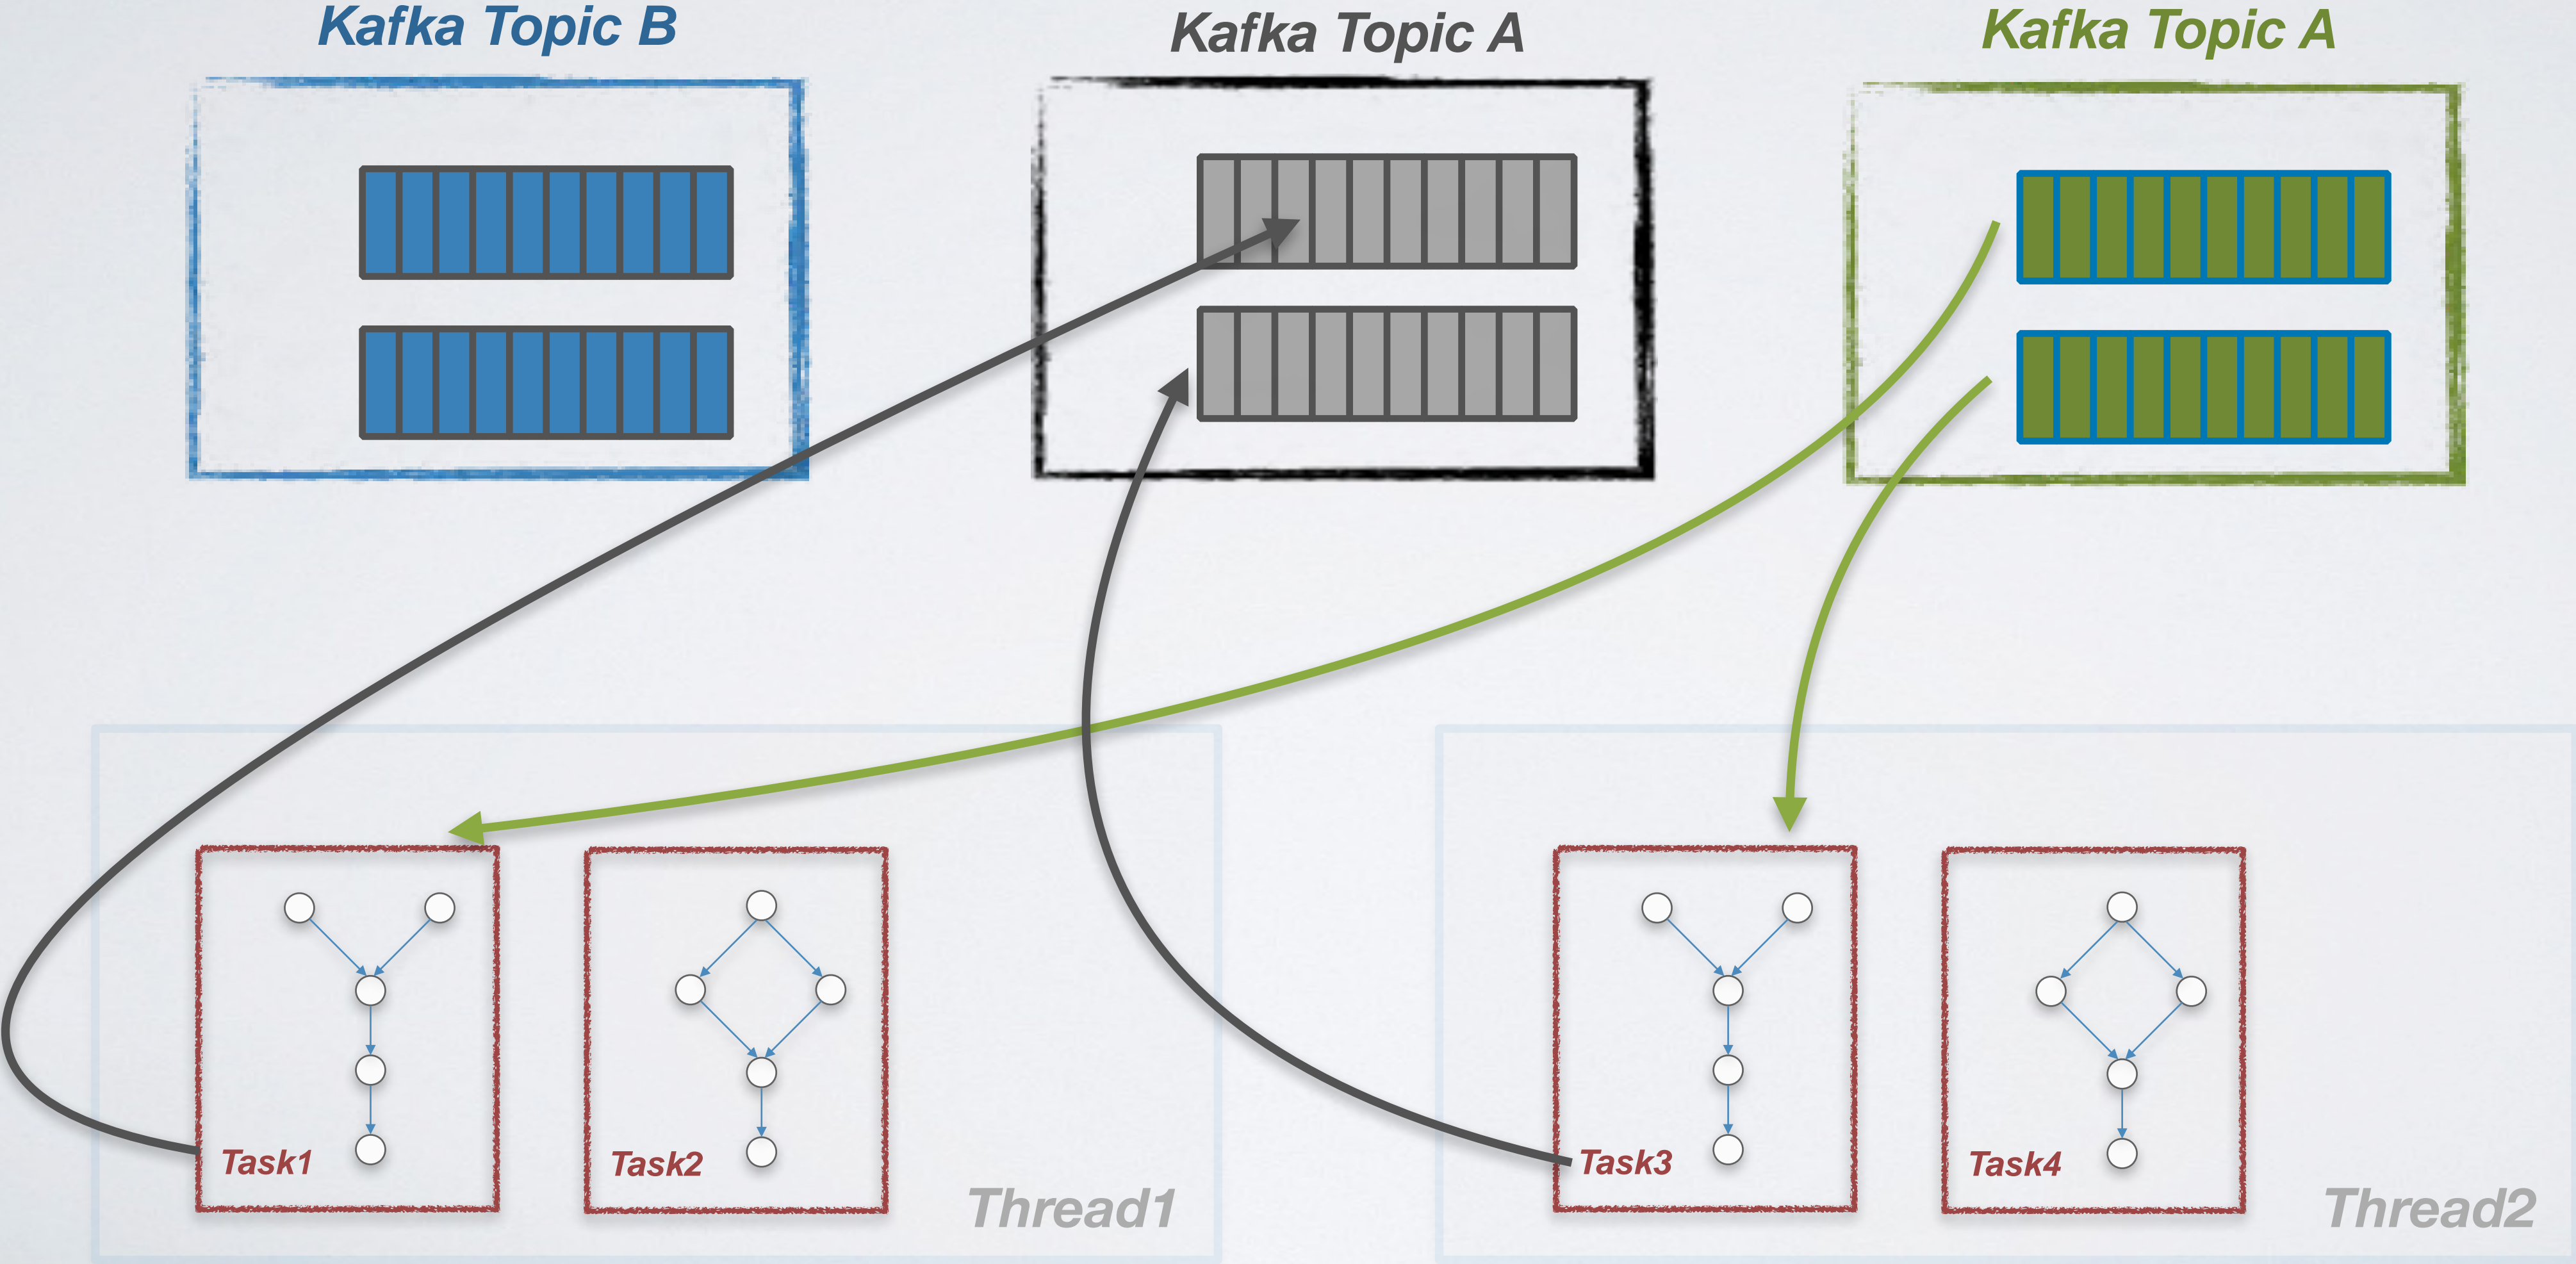 Kafka Topic B
Kafka Topic A
Kafka Topic A
Task1
Task2
Thread1
Task3
Task4
Thread2